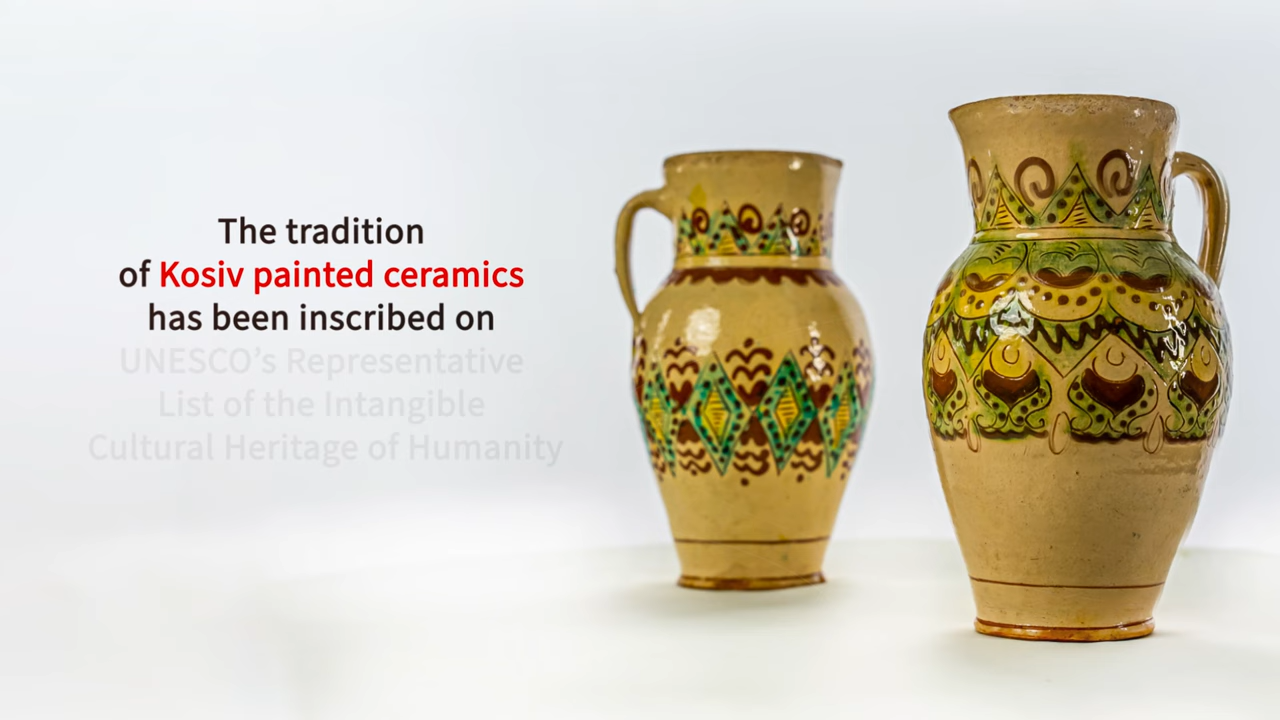 The tradition
of Kosiv painted ceramics
has been inscribed on
UNESCO’s Representative
List of the Intangible
Cultural Heritage of Humanity